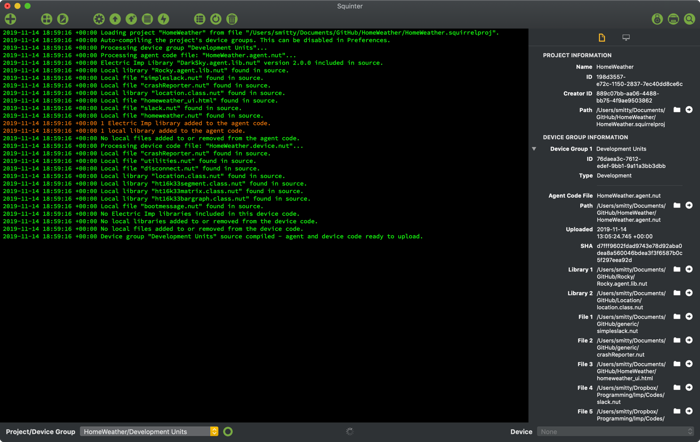 Squinter
2019-11-14 18:59:16 +00:00 Loading project "HomeWeather" from file "/Users/smitty/Documents/GitHub/HomeWeather/HomeWeather.squirrelproj".
2019-11-14 18:59:16 +00:00 Auto-compiling the project's device groups. This can be disabled in Preferences.
2019-11-14 18:59:16 +00:00 Processing device group "Development Units"...
2019-11-14 18:59:16 +00:00 Processing agent code file: "HomeWeather.agent.nut"...
2019-11-14 18:59:16 +00:00 Electric Imp Library "DarkSky.agent.lib.nut" version 2.0.0 included in source.
2019-11-14 18:59:16 +00:00 Local library "Rocky.agent.lib.nut" found in source.
2019-11-14 18:59:16 +00:00 Local file "simpleslack.nut" found in source.
2019-11-14 18:59:16 +00:00 Local file "crashReporter.nut" found in source.
2019-11-14 18:59:16 +00:00 Local library "location.class.nut" found in source.
2019-11-14 18:59:16 +00:00 Local file "homeweather_ui.html" found in source.
2019-11-14 18:59:16 +00:00 Local file "slack.nut" found in source.
2019-11-14 18:59:16 +00:00 Local file "homeweather.nut" found in source.
2019-11-14 18:59:16 +00:00 1 Electric Imp library added to the agent code.
2019-11-14 18:59:16 +00:00 1 local library added to the agent code.
2019-11-14 18:59:16 +00:00 No local files added to or removed from the agent code.
2019-11-14 18:59:16 +00:00 Processing device code file: "HomeWeather.device.nut"...
2019-11-14 18:59:16 +00:00 Local file "crashReporter.nut" found in source.
2019-11-14 18:59:16 +00:00 Local file "utilities.nut" found in source.
2019-11-14 18:59:16 +00:00 Local file "disconnect.nut" found in source.
2019-11-14 18:59:16 +00:00 Local library "location.class.nut" found in source.
2019-11-14 18:59:16 +00:00 Local library "ht16k33segment.class.nut" found in source.
2019-11-14 18:59:16 +00:00 Local library "ht16k33matrix.class.nut" found in source.
2019-11-14 18:59:16 +00:00 Local library "ht16k33bargraph.class.nut" found in source.
2019-11-14 18:59:16 +00:00 Local file "bootmessage.nut" found in source.
2019-11-14 18:59:16 +00:00 No Electric Imp libraries included in this device code.
2019-11-14 18:59:16 +00:00 No local libraries added to or removed from the device code.
2019-11-14 18:59:16 +00:00 No local files added to or removed from the device code.
2019-11-14 18:59:16 +00:00 Device group "Development Units" source compiled - agent and device code ready to upload.
PROJECT INFORMATION
Name HomeWeather
ID 198d3557-
e72c-1150-2837-7ec40dd8ce6c
Creator ID 889c07bb-aa06-4488-
bb75-4f9ae9503862
Path /Users/smitty/Documents/
GitHub/HomeWeather/
HomeWeather.squirrelproj
DEVICE GROUP INFORMATION
Device Group 1 Development Units
ID 76daea3c-7612-
edef-9bb1-9a11a3bb3dbb
Type Development
Agent Code File HomeWeather.agent.nut
Path /Users/smitty/Documents/
GitHub/HomeWeather/
HomeWeather.agent.nut
Uploaded 2019-11-14
13:05:24.745 +00:00
SHA d7fff9602fdad9743e78d92aba0
dea8a560046bdea3f3f6587b0c
5f297eea92d
Library 1 /Users/smitty/Documents/
GitHub/Rocky/
Rocky.agent.lib.nut
Library 2 /Users/smitty/Documents/
GitHub/Location/
location.class.nut
File 1 /Users/smitty/Documents/
GitHub/generic/
simpleslack.nut
File 2 /Users/smitty/Documents/
GitHub/generic/
crashReporter.nut
File 3 /Users/smitty/Documents/
GitHub/HomeWeather/
homeweather_ui.html
File 4 /Users/smitty/Dropbox/
Programming/Imp/Codes/
slack.nut
File 5 /Users/smitty/Dropbox/
Programming/Imp/Codes/
Project/Device Group HomeWeather/Development Units Device None